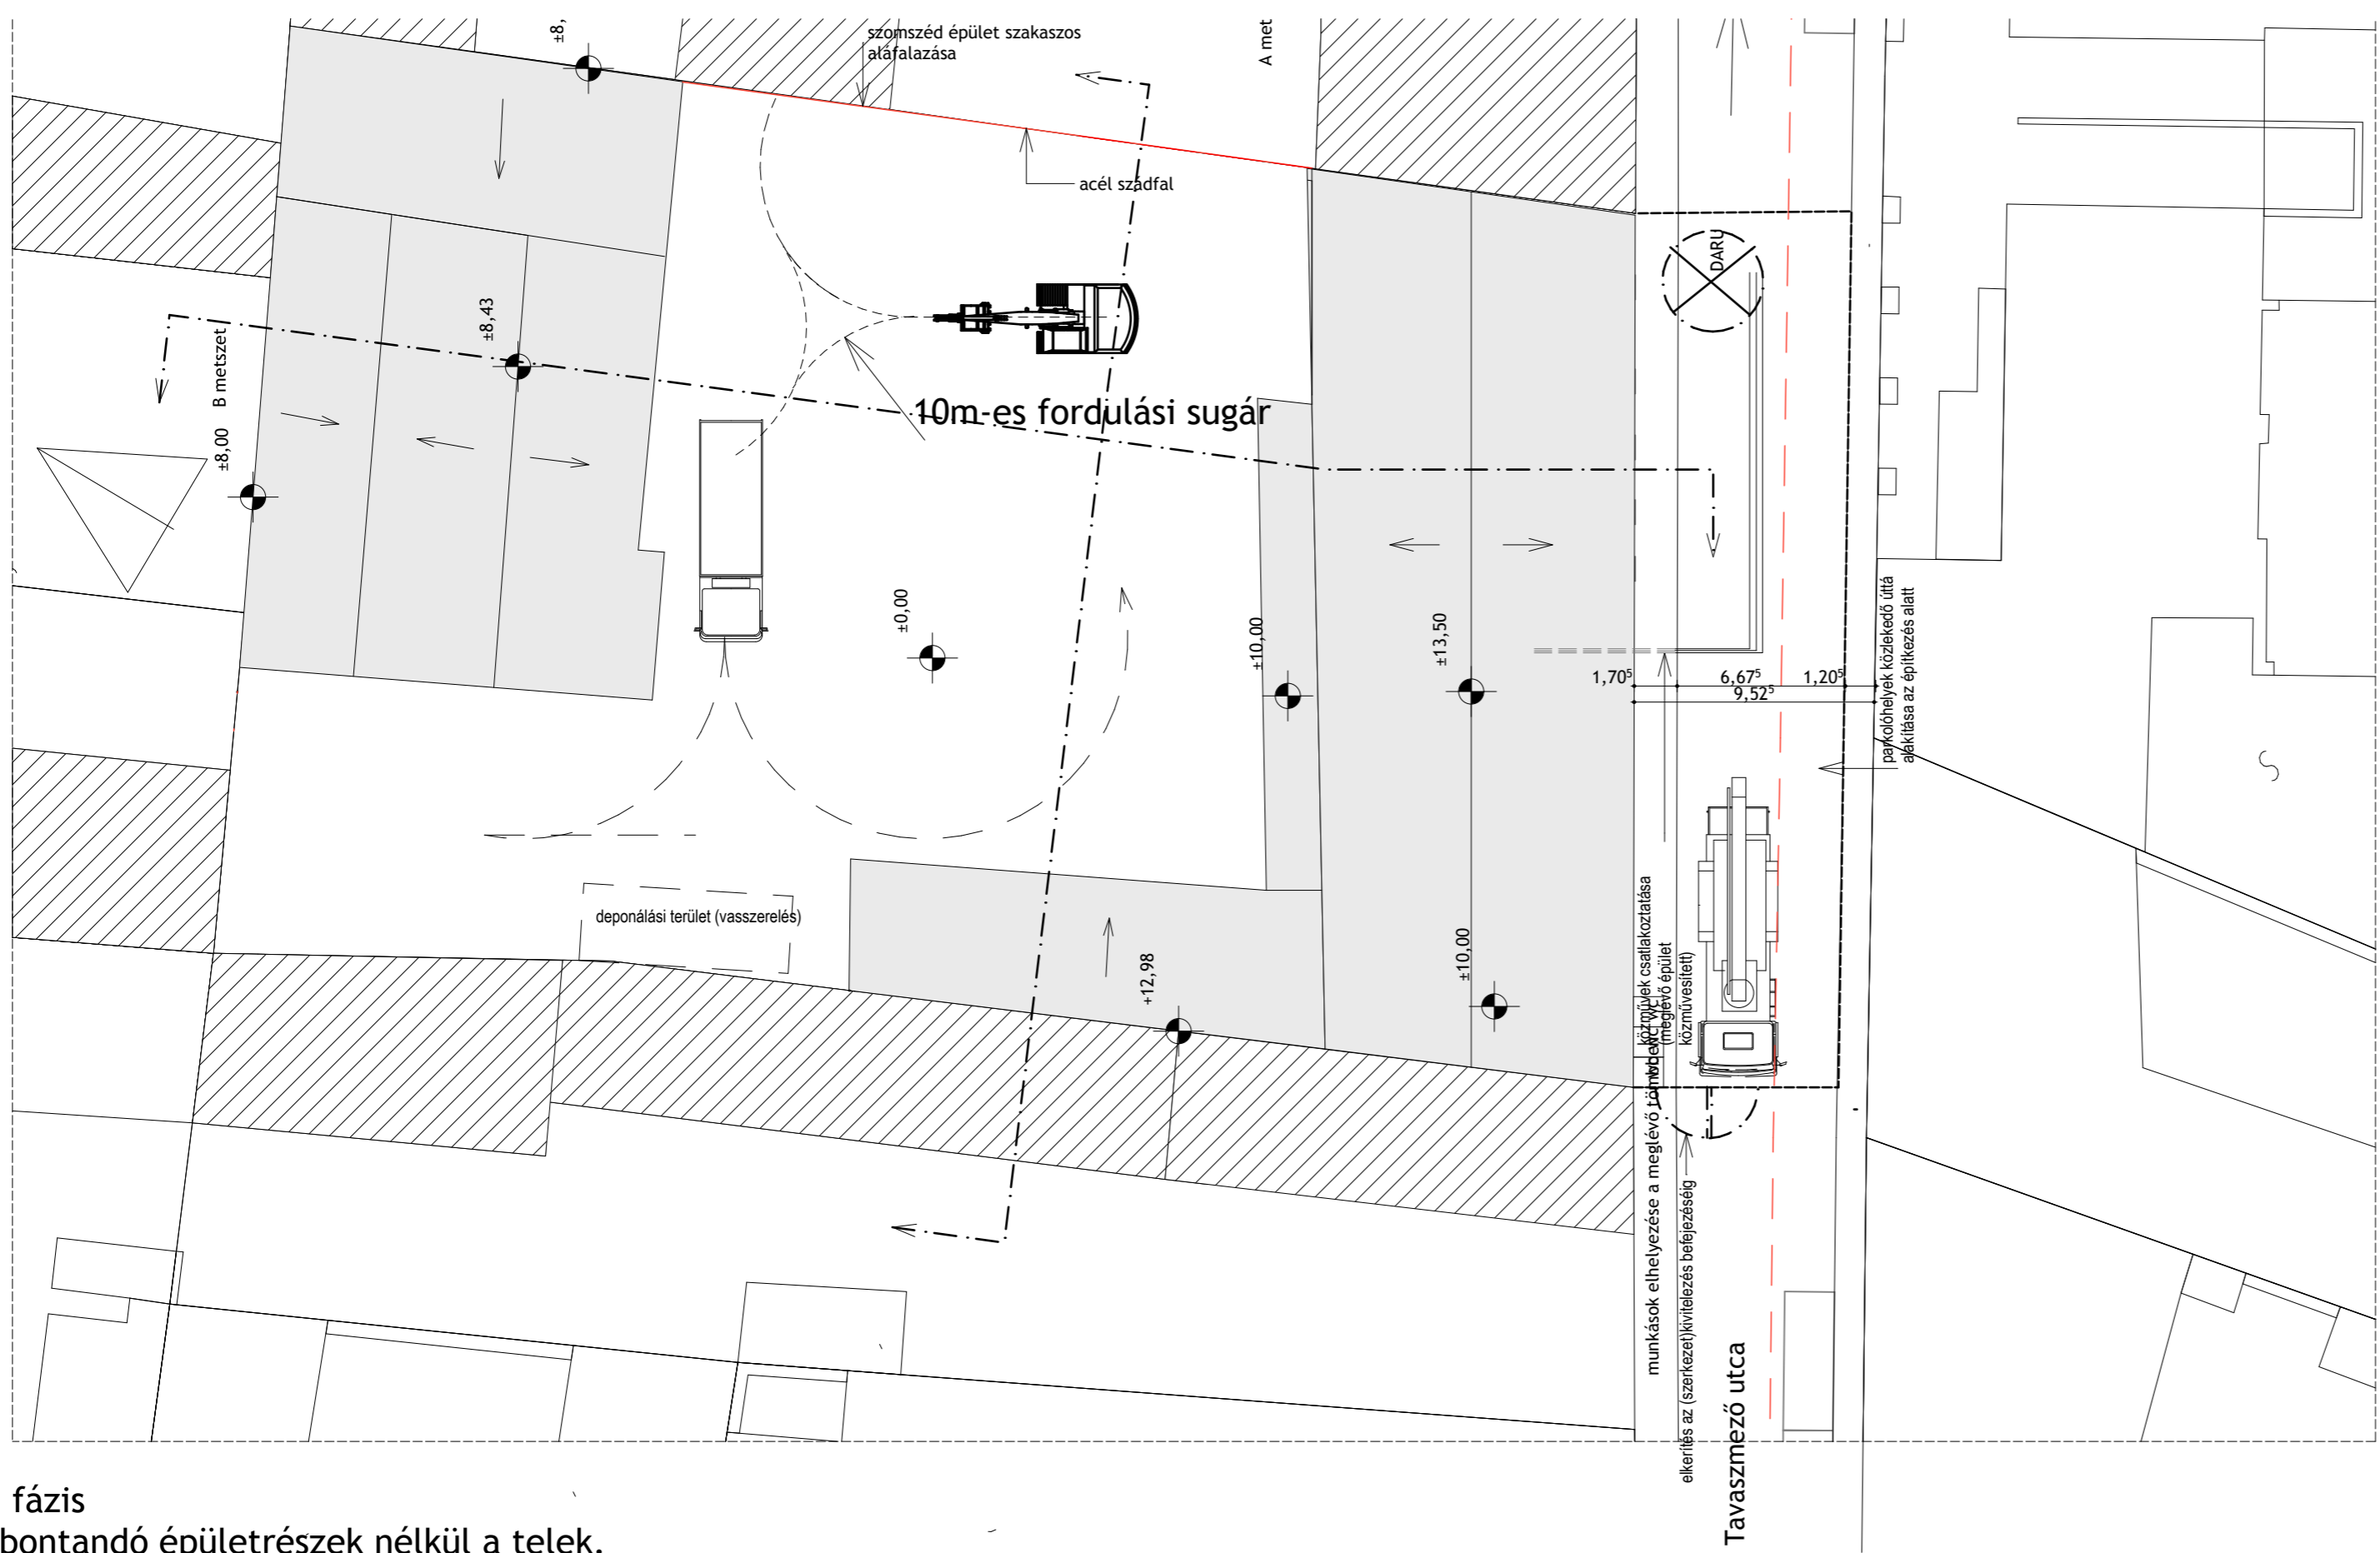 ±8,
szomszéd épület szakaszos
aláfalazása
A met
acél szádfal
DARU
±8,43
B metszet
±8,00
10m-es fordulási sugár
±0,00
±10,00
±13,50
1,70⁵
6,67⁵
1,20⁵
9,52⁵
parkolóhelyek közlekedő úttá
alakítása az építkezés alatt
deponálási terület (vasszerelés)
+12,98
±10,00
közművek csatlakoztatása
(meglévő épület
közművesített)
munkások elhelyezése a meglévő tömbben
WC
elkerítés az (szerkezet)kivitelezés befejezéséig
Tavaszmező utca
fázis
bontandó épületrészek nélkül a telek.